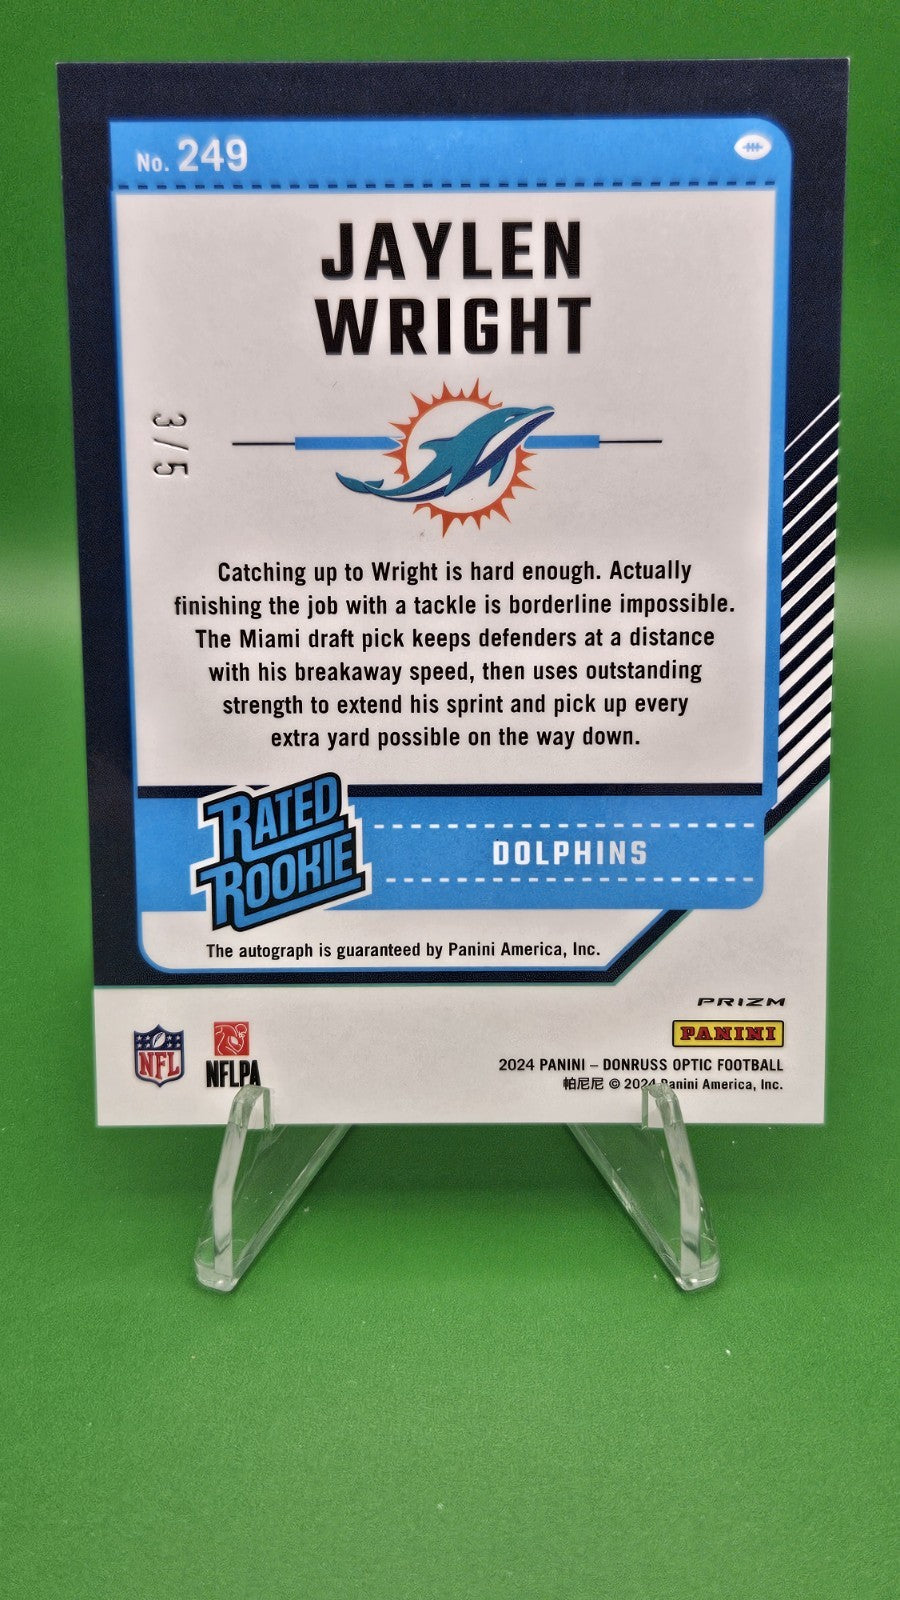 No. 249
JAYLEN
WRIGHT
3/5
Catching up to Wright is hard enough. Actually
finishing the job with a tackle is borderline impossible.
The Miami draft pick keeps defenders at a distance
with his breakaway speed, then uses outstanding
strength to extend his sprint and pick up every
extra yard possible on the way down.
RATED
ROOKIE
DOLPHINS
The autograph is guaranteed by Panini America, Inc.
PRIZM
PANINI
NFL
NFLPA
2024 PANINI – DONRUSS OPTIC FOOTBALL
帕尼尼 © 2024 Panini America, Inc.